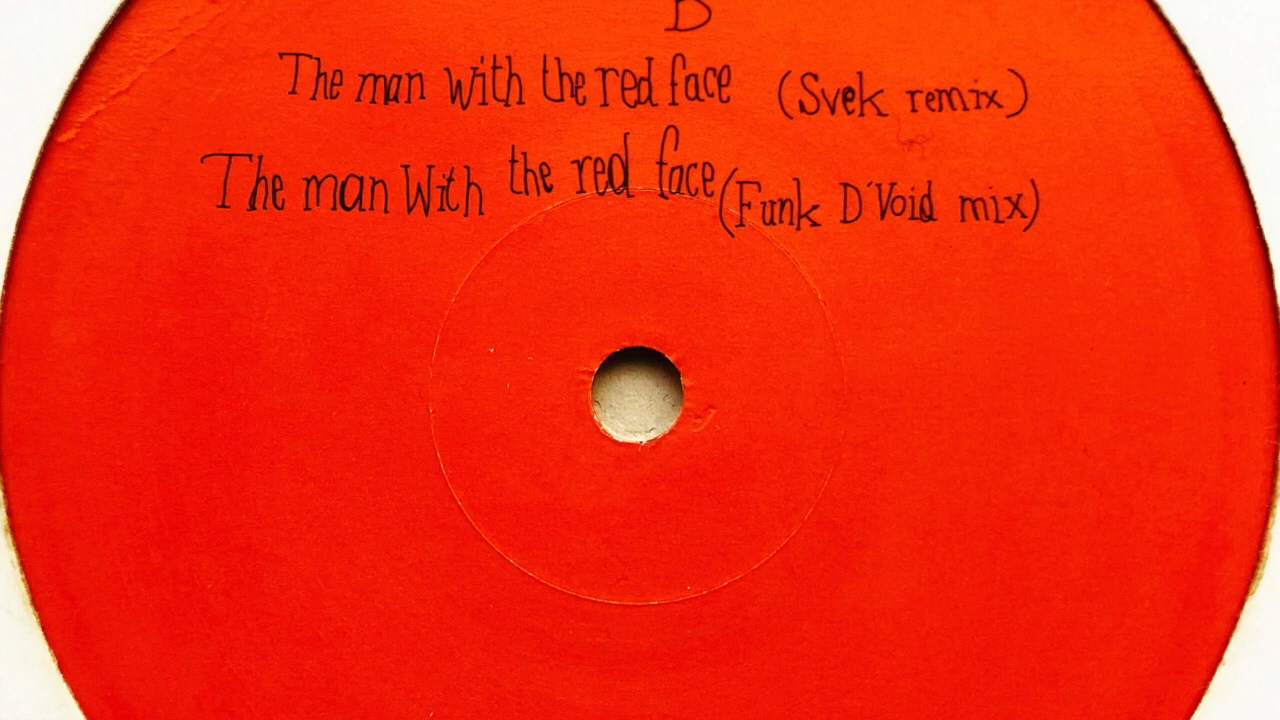 D
The man with the red face (Svek remix)
The man With the red face (Funk D'Void mix)